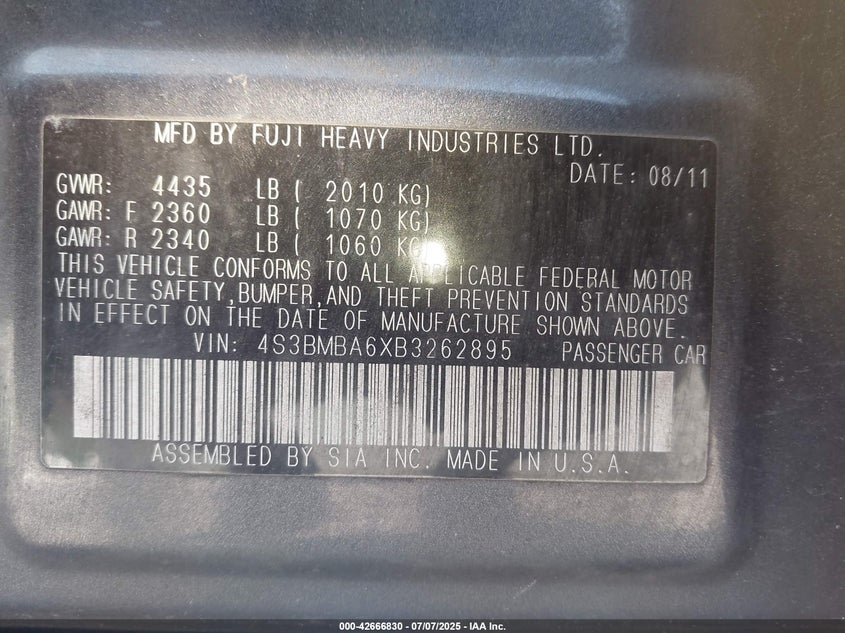 MFD BY FUJI HEAVY INDUSTRIES LTD.
DATE: 08/11
GVWR: 4435 LB ( 2010 KG)
GAWR: F 2360 LB ( 1070 KG)
GAWR: R 2340 LB ( 1060 KG)
THIS VEHICLE CONFORMS TO ALL APPLICABLE FEDERAL MOTOR
VEHICLE SAFETY,BUMPER,AND THEFT PREVENTION STANDARDS
IN EFFECT ON THE DATE OF MANUFACTURE SHOWN ABOVE.
VIN: 4S3BMBA6XB3262895 PASSENGER CAR
ASSEMBLED BY SIA INC. MADE IN U.S.A.
000-42666830 - 07/07/2025 - IAA Inc.